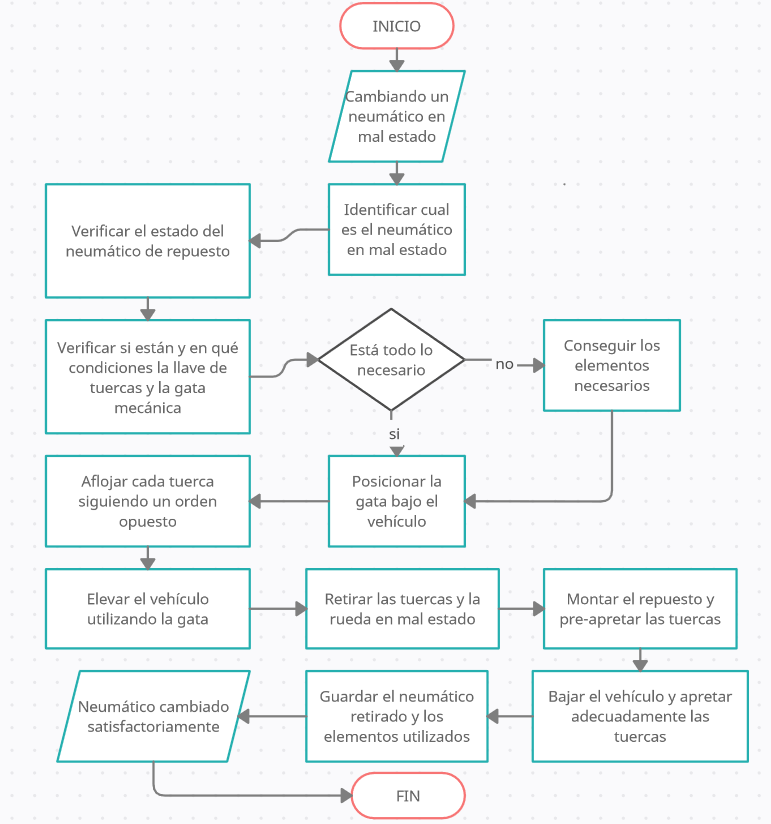 INICIO
Cambiando un
neumático en
mal estado
Identificar cual
es el neumático
en mal estado
Verificar el estado del
neumático de repuesto
Verificar si están y en qué
condiciones la llave de
tuercas y la gata
mecánica
Está todo lo
necesario
no
Conseguir los
elementos
necesarios
si
Posicionar la
gata bajo el
vehículo
Aflojar cada tuerca
siguiendo un orden
opuesto
Elevar el vehículo
utilizando la gata
Retirar las tuercas y la
rueda en mal estado
Montar el repuesto y
pre-apretar las tuercas
Bajar el vehículo y apretar
adecuadamente las
tuercas
Guardar el neumático
retirado y los
elementos utilizados
Neumático cambiado
satisfactoriamente
FIN